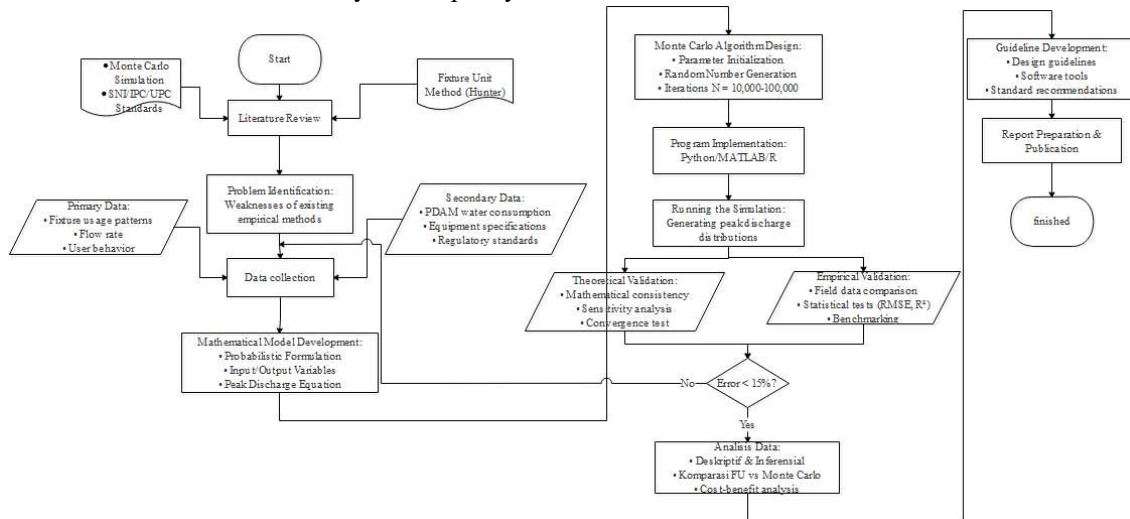 Start
• Monte Carlo
Simulation
• SNI/IPC/UPC
Standards
Fixture Unit
Method (Hunter)
Literature Review
Problem Identification:
Weaknesses of existing
empirical methods
Primary Data:
• Fixture usage patterns
• Flow rate
• User behavior
Secondary Data:
• PDAM water consumption
• Equipment specifications
• Regulatory standards
Data collection
Mathematical Model Development:
• Probabilistic Formulation
• Input/Output Variables
• Peak Discharge Equation
Monte Carlo Algorithm Design:
• Parameter Initialization
• Random Number Generation
• Iterations N = 10,000-100,000
Program Implementation:
Python/MATLAB/R
Running the Simulation:
Generating peak discharge
distributions
Theoretical Validation:
• Mathematical consistency
• Sensitivity analysis
• Convergence test
Empirical Validation:
• Field data comparison
• Statistical tests (RMSE, R²)
• Benchmarking
Error < 15%?
No
Yes
Analisis Data:
• Deskriptif & Inferensial
• Komparasi FU vs Monte Carlo
• Cost-benefit analysis
Guideline Development:
• Design guidelines
• Software tools
• Standard recommendations
Report Preparation &
Publication
finished